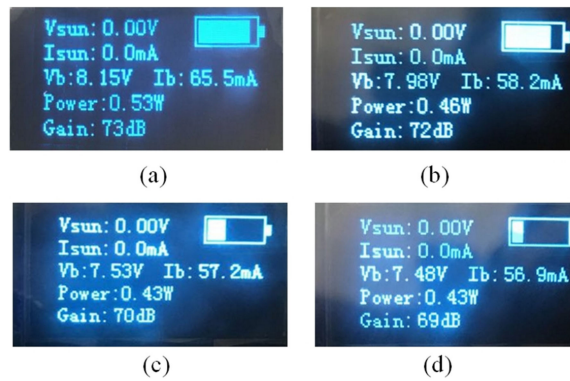 Vsun: 0.00V
Isun: 0.0mA
Vb:8.15V Ib:65.5mA
Power:0.53W
Gain:73dB
(a)
Vsun: 0.00V
Isun: 0.0mA
Vb:7.98V Ib:58.2mA
Power:0.46W
Gain:72dB
(b)
Vsun: 0.00V
Isun: 0.0mA
Vb:7.53V Ib:57.2mA
Power:0.43W
Gain:70dB
(c)
Vsun: 0.00V
Isun: 0.0mA
Vb:7.48V Ib:56.9mA
Power:0.43W
Gain:69dB
(d)